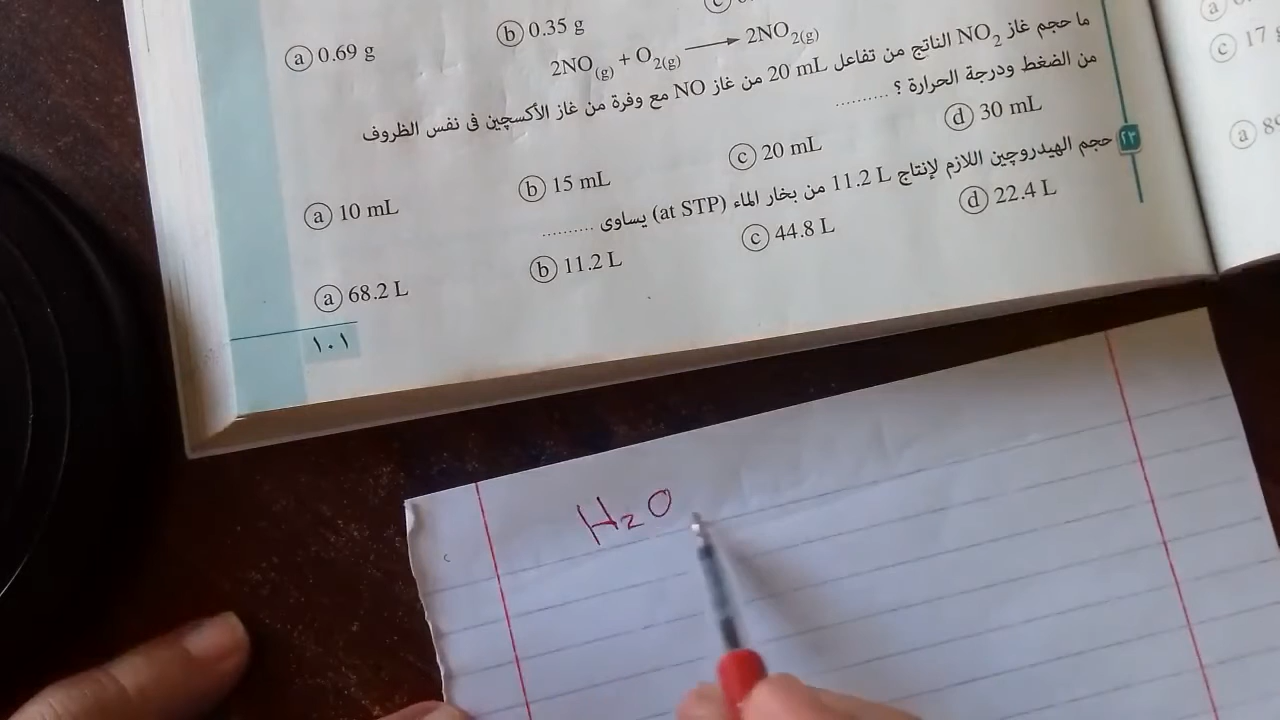 ⓐ 0.69 g ⓑ 0.35 g ⓒ
2NO(g) + O2(g) ⟶ 2NO2(g)
ما حجم غاز NO2 الناتج من تفاعل 20 mL من غاز NO مع وفرة من غاز الأكسچين فى نفس الظروف
من الضغط ودرجة الحرارة ؟ ..........
ⓐ 10 mL ⓑ 15 mL ⓒ 20 mL ⓓ 30 mL
٢٣ حجم الهيدروچين اللازم لإنتاج 11.2 L من بخار الماء (at STP) يساوى ..........
ⓐ 68.2 L ⓑ 11.2 L ⓒ 44.8 L ⓓ 22.4 L
١٠١
ⓐ
ⓒ 17
ⓐ
H2O